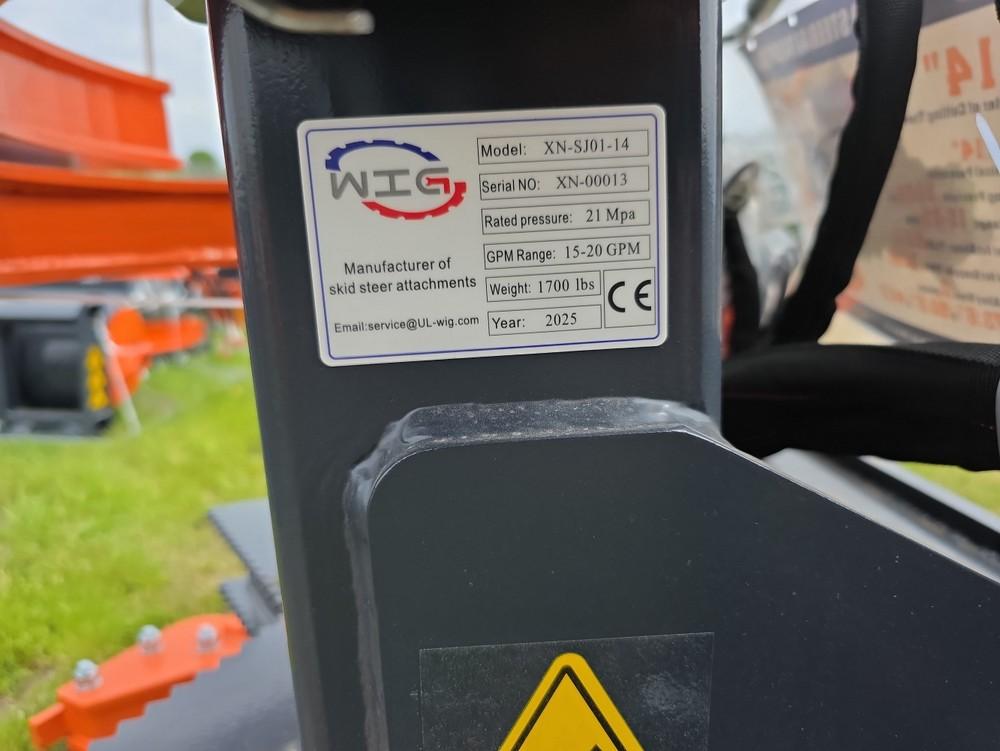 WIG
Manufacturer of
skid steer attachments
Email:service@UL-wig.com
Model: XN-SJ01-14
Serial NO: XN-00013
Rated pressure: 21 Mpa
GPM Range: 15-20 GPM
Weight: 1700 lbs
Year: 2025
CE
14"